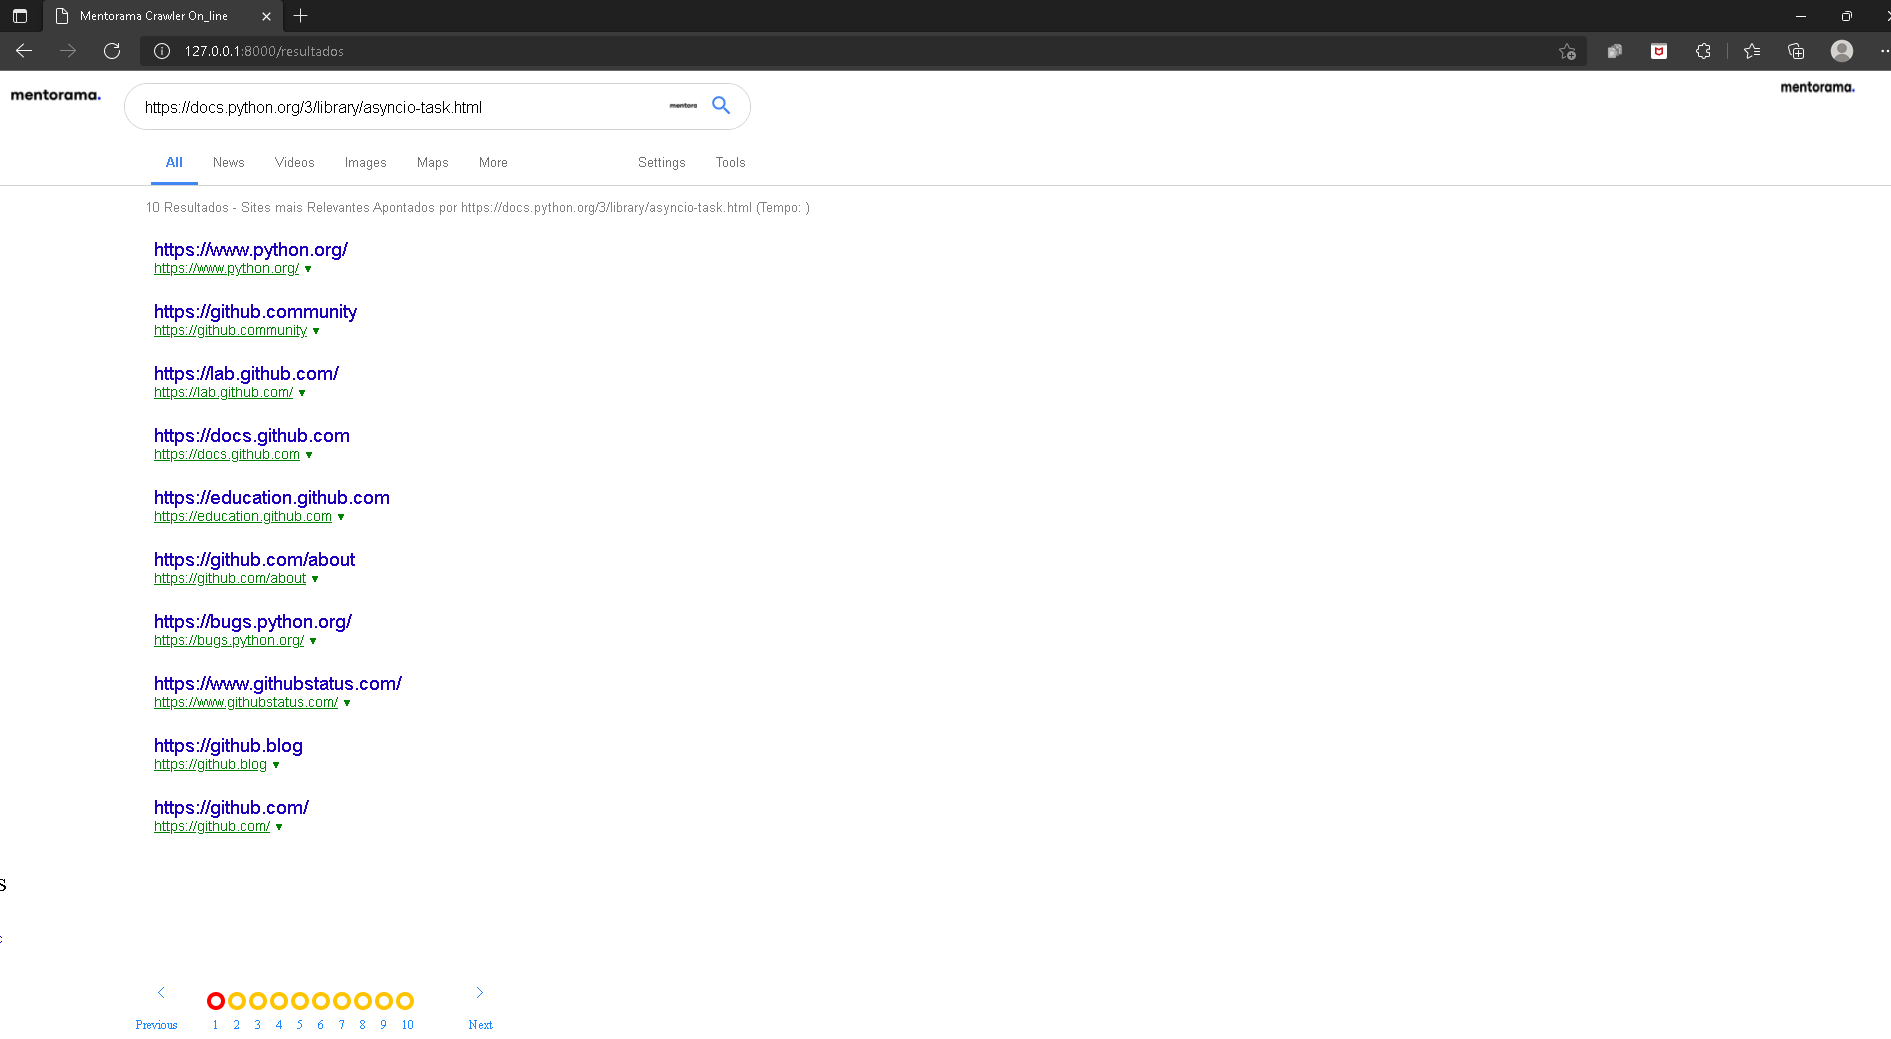 Mentorama Crawler On_line
127.0.0.1:8000/resultados
mentorama.
https://docs.python.org/3/library/asyncio-task.html
mentora
mentorama.
All News Videos Images Maps More Settings Tools
10 Resultados - Sites mais Relevantes Apontados por https://docs.python.org/3/library/asyncio-task.html (Tempo: )
https://www.python.org/
https://www.python.org/ ▼
https://github.community
https://github.community ▼
https://lab.github.com/
https://lab.github.com/ ▼
https://docs.github.com
https://docs.github.com ▼
https://education.github.com
https://education.github.com ▼
https://github.com/about
https://github.com/about ▼
https://bugs.python.org/
https://bugs.python.org/ ▼
https://www.githubstatus.com/
https://www.githubstatus.com/ ▼
https://github.blog
https://github.blog ▼
https://github.com/
https://github.com/ ▼
s
Previous 1 2 3 4 5 6 7 8 9 10 Next